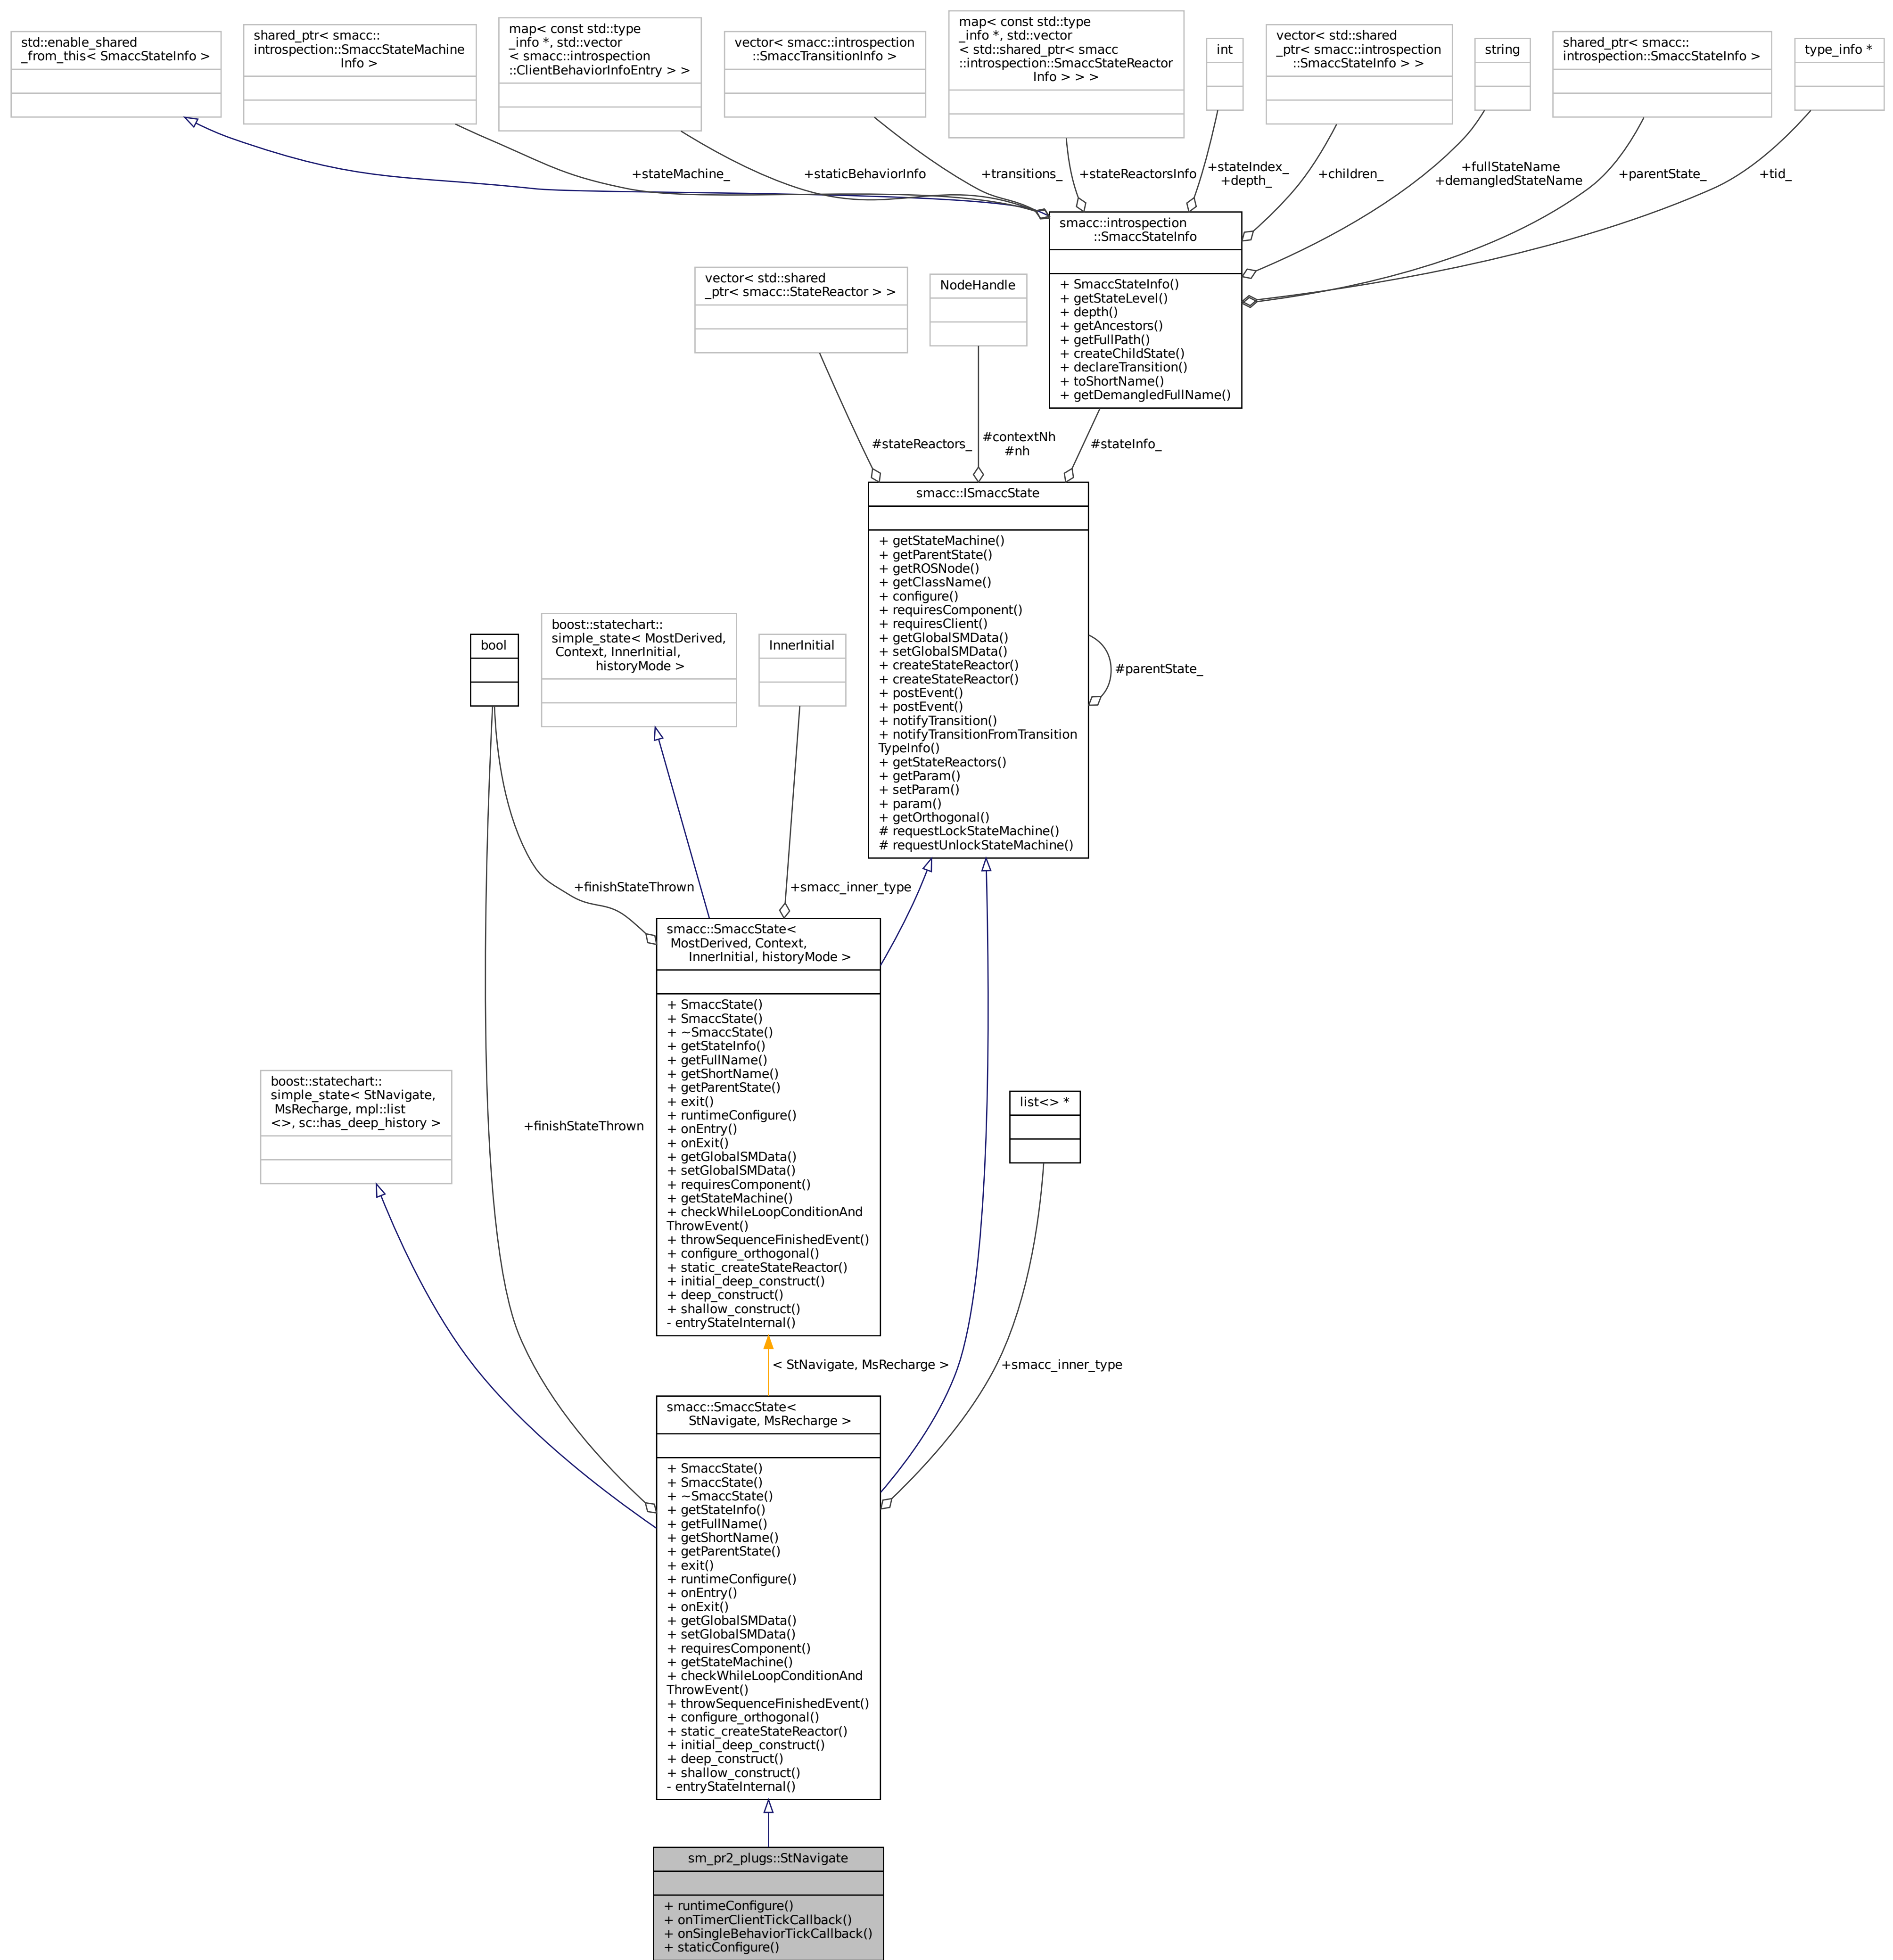 std::enable_shared
_from_this< SmaccStateInfo >
shared_ptr< smacc::
introspection::SmaccStateMachine
Info >
map< const std::type
_info *, std::vector
< smacc::introspection
::ClientBehaviorInfoEntry > >
vector< smacc::introspection
::SmaccTransitionInfo >
map< const std::type
_info *, std::vector
< std::shared_ptr< smacc
::introspection::SmaccStateReactor
Info > > >
int
vector< std::shared
_ptr< smacc::introspection
::SmaccStateInfo > >
string
shared_ptr< smacc::
introspection::SmaccStateInfo >
type_info *
+stateMachine_
+staticBehaviorInfo
+transitions_
+stateReactorsInfo
+stateIndex_
+depth_
+children_
+fullStateName
+demangledStateName
+parentState_
+tid_
smacc::introspection
::SmaccStateInfo
+ SmaccStateInfo()
+ getStateLevel()
+ depth()
+ getAncestors()
+ getFullPath()
+ createChildState()
+ declareTransition()
+ toShortName()
+ getDemangledFullName()
vector< std::shared
_ptr< smacc::StateReactor > >
NodeHandle
#stateReactors_
#contextNh
#nh
#stateInfo_
smacc::ISmaccState
+ getStateMachine()
+ getParentState()
+ getROSNode()
+ getClassName()
+ configure()
+ requiresComponent()
+ requiresClient()
+ getGlobalSMData()
+ setGlobalSMData()
+ createStateReactor()
+ createStateReactor()
+ postEvent()
+ postEvent()
+ notifyTransition()
+ notifyTransitionFromTransition
TypeInfo()
+ getStateReactors()
+ getParam()
+ setParam()
+ param()
+ getOrthogonal()
# requestLockStateMachine()
# requestUnlockStateMachine()
#parentState_
bool
boost::statechart::
simple_state< MostDerived,
Context, InnerInitial,
historyMode >
InnerInitial
+finishStateThrown
+smacc_inner_type
smacc::SmaccState<
MostDerived, Context,
InnerInitial, historyMode >
+ SmaccState()
+ SmaccState()
+ ~SmaccState()
+ getStateInfo()
+ getFullName()
+ getShortName()
+ getParentState()
+ exit()
+ runtimeConfigure()
+ onEntry()
+ onExit()
+ getGlobalSMData()
+ setGlobalSMData()
+ requiresComponent()
+ getStateMachine()
+ checkWhileLoopConditionAnd
ThrowEvent()
+ throwSequenceFinishedEvent()
+ configure_orthogonal()
+ static_createStateReactor()
+ initial_deep_construct()
+ deep_construct()
+ shallow_construct()
- entryStateInternal()
boost::statechart::
simple_state< StNavigate,
MsRecharge, mpl::list
<>, sc::has_deep_history >
+finishStateThrown
list<> *
< StNavigate, MsRecharge >
+smacc_inner_type
smacc::SmaccState<
StNavigate, MsRecharge >
+ SmaccState()
+ SmaccState()
+ ~SmaccState()
+ getStateInfo()
+ getFullName()
+ getShortName()
+ getParentState()
+ exit()
+ runtimeConfigure()
+ onEntry()
+ onExit()
+ getGlobalSMData()
+ setGlobalSMData()
+ requiresComponent()
+ getStateMachine()
+ checkWhileLoopConditionAnd
ThrowEvent()
+ throwSequenceFinishedEvent()
+ configure_orthogonal()
+ static_createStateReactor()
+ initial_deep_construct()
+ deep_construct()
+ shallow_construct()
- entryStateInternal()
sm_pr2_plugs::StNavigate
+ runtimeConfigure()
+ onTimerClientTickCallback()
+ onSingleBehaviorTickCallback()
+ staticConfigure()